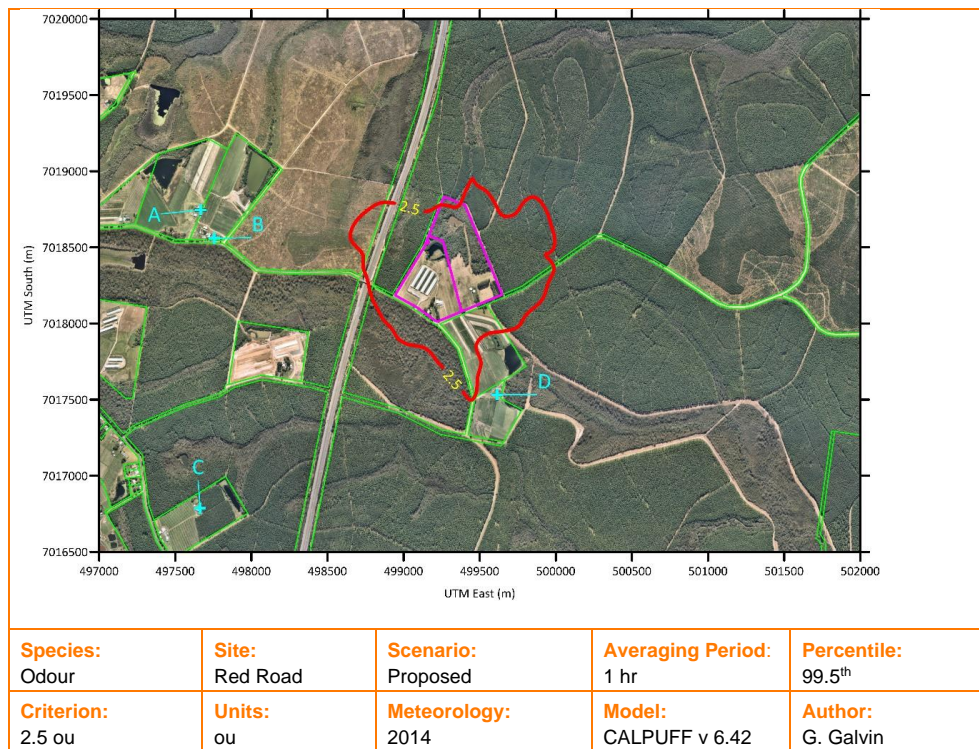 7020000
7019500
7019000
7018500
7018000
7017500
7017000
7016500
UTM South (m)
A
B
C
D
2.5
2.5
497000 497500 498000 498500 499000 499500 500000 500500 501000 501500 502000
UTM East (m)
Species: Site: Scenario: Averaging Period: Percentile:
Odour Red Road Proposed 1 hr 99.5th
Criterion: Units: Meteorology: Model: Author:
2.5 ou ou 2014 CALPUFF v 6.42 G. Galvin